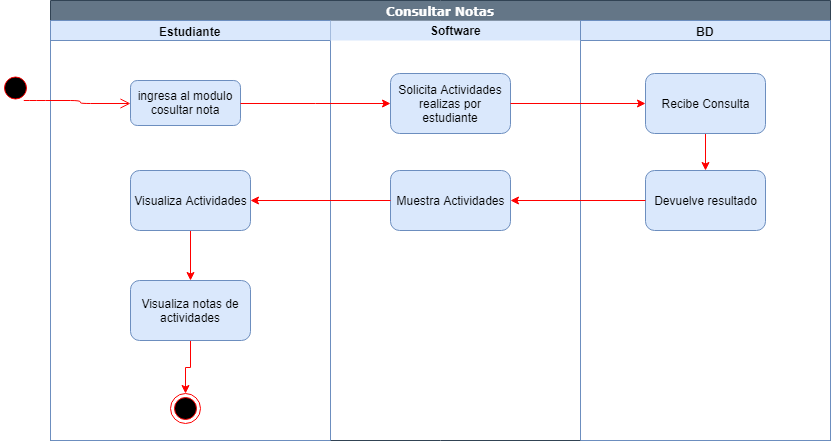 Consultar Notas
Estudiante
Software
BD
ingresa al modulo
cosultar nota
Solicita Actividades
realizas por
estudiante
Recibe Consulta
Visualiza Actividades
Muestra Actividades
Devuelve resultado
Visualiza notas de
actividades